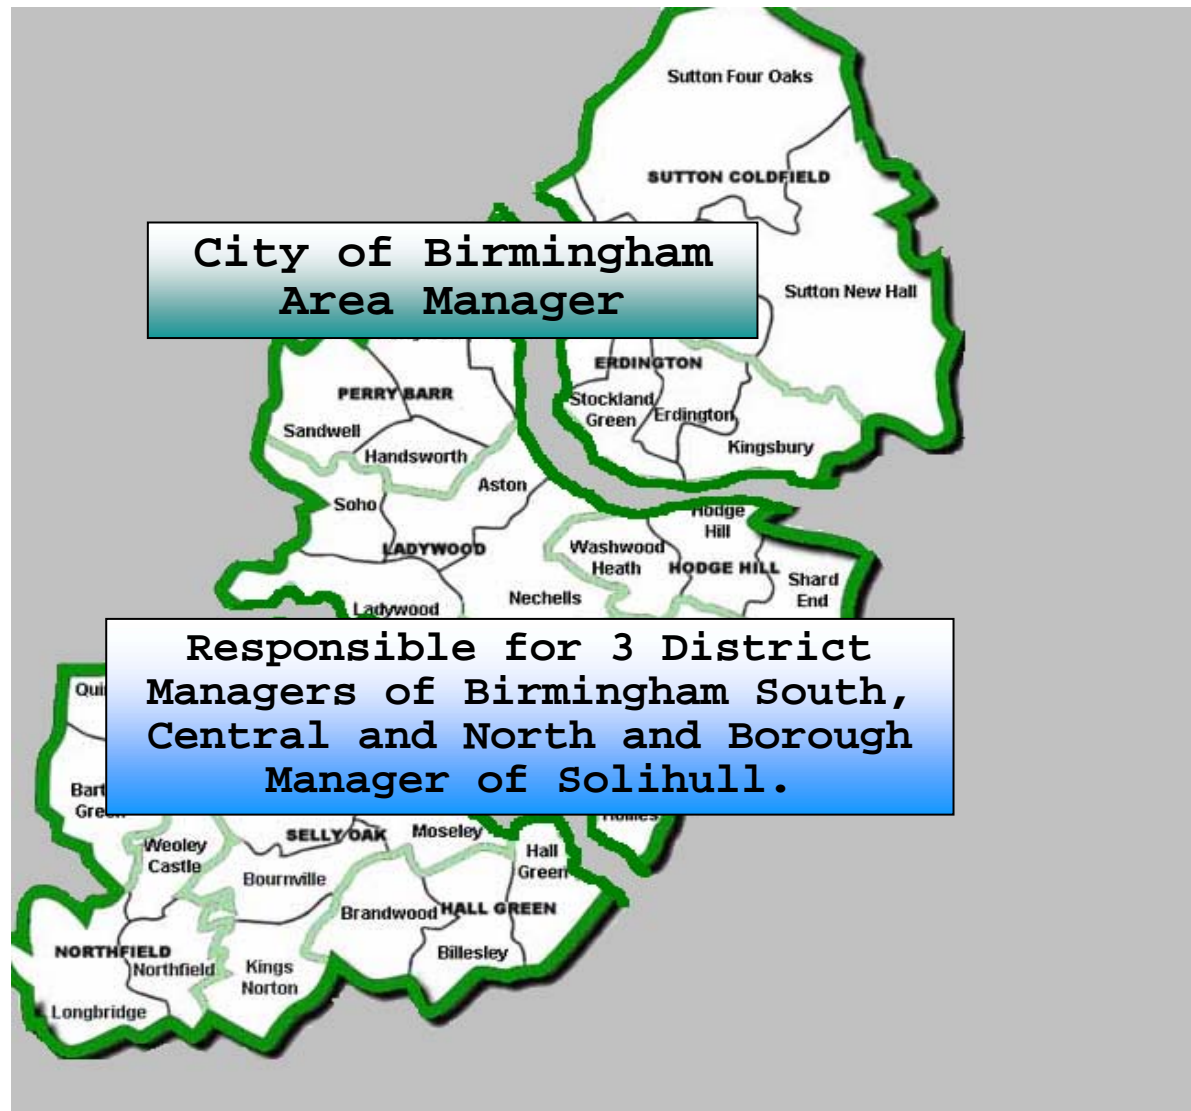 Sutton Four Oaks
SUTTON COLDFIELD
City of Birmingham
Area Manager
Sutton New Hall
ERDINGTON
PERRY BARR
Stockland
Green
Erdington
Sandwell
Kingsbury
Handsworth
Aston
Soho
Hodge
Hill
LADYWOOD
Washwood
Heath
HODGE HILL
Shard
End
Nechells
Ladywood
Responsible for 3 District
Managers of Birmingham South,
Central and North and Borough
Manager of Solihull.
SELLY OAK
Moseley
Weoley
Castle
Hall
Green
Bournville
Brandwood
HALL GREEN
NORTHFIELD
Billesley
Northfield
Kings
Norton
Longbridge